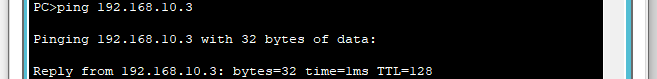 PC>ping 192.168.10.3
Pinging 192.168.10.3 with 32 bytes of data:
Reply from 192.168.10.3: bytes=32 time=1ms TTL=128